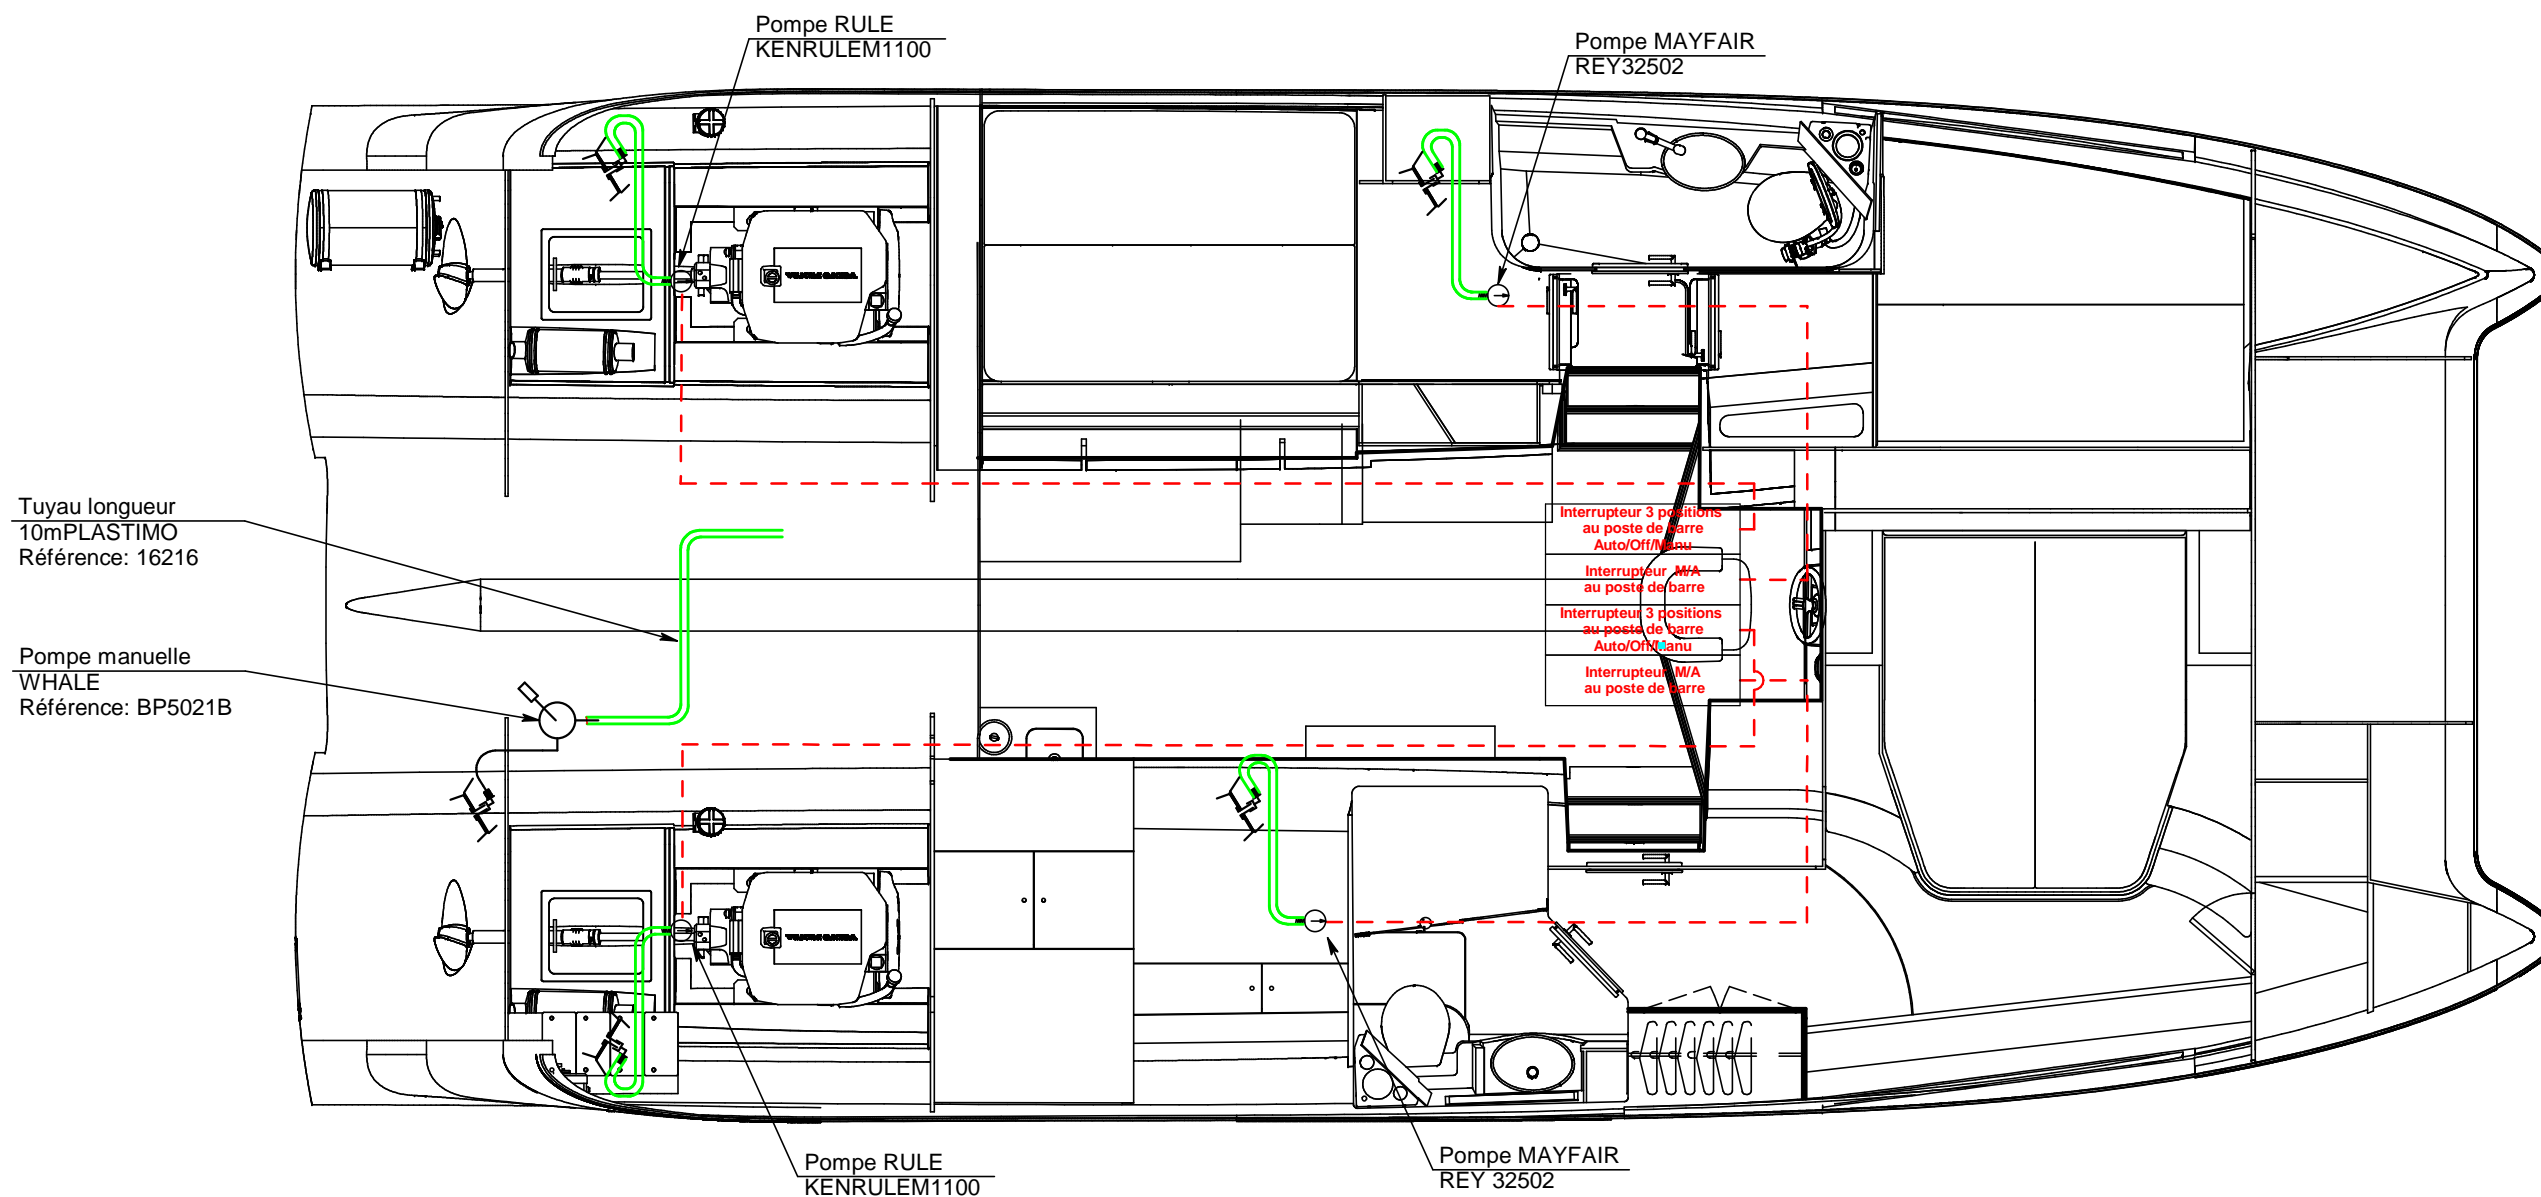 Pompe RULE
KENRULEM1100
Pompe MAYFAIR
REY32502
Tuyau longueur
10mPLASTIMO
Référence: 16216
Interrupteur 3 positions
au poste de barre
Auto/Off/Manu
Interrupteur M/A
au poste de barre
Interrupteur 3 positions
au poste de barre
Auto/Off/Manu
Interrupteur M/A
au poste de barre
Pompe manuelle
WHALE
Référence: BP5021B
Pompe RULE
KENRULEM1100
Pompe MAYFAIR
REY 32502